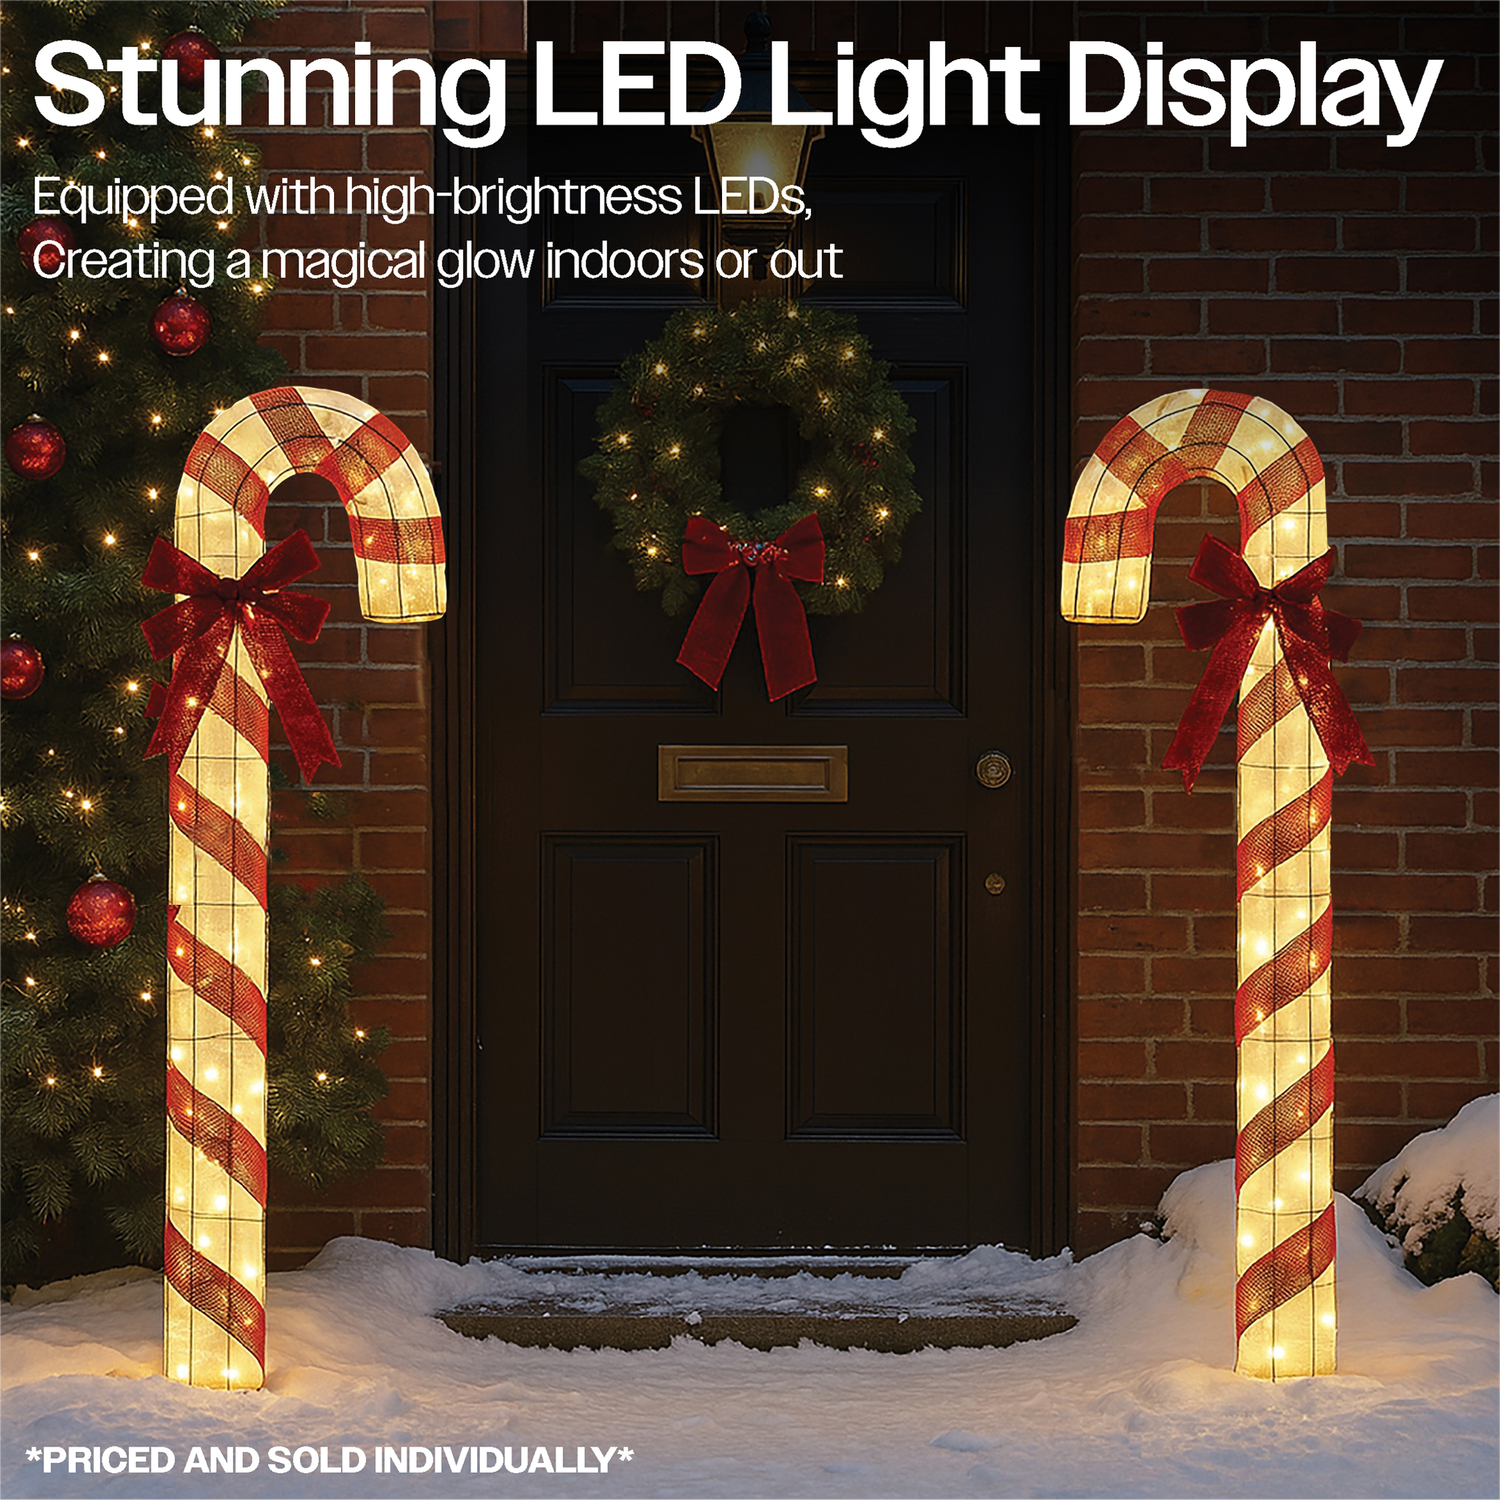 Stunning LED Light Display
Equipped with high-brightness LEDs,
Creating a magical glow indoors or out
*PRICED AND SOLD INDIVIDUALLY*